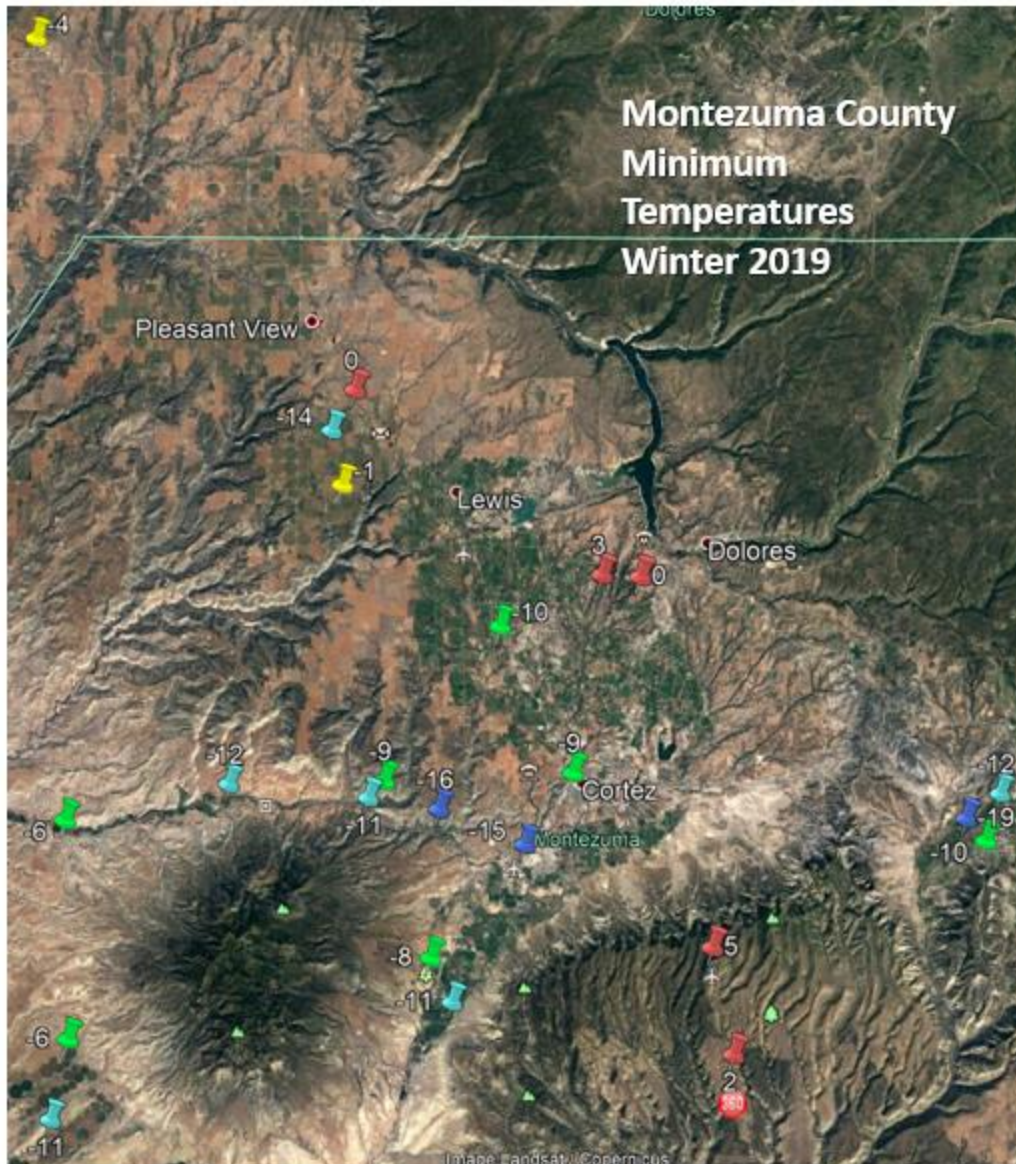 Dolores
-4
Montezuma County
Minimum
Temperatures
Winter 2019
Pleasant View
0
-14
-1
Lewis
3
Dolores
0
-10
-12
-9
-9
-12
-16
Cortez
-6
-11
-15
Montezuma
-19
-10
-8
5
-11
-6
2
360
-11
Image Landsat / Copernicus